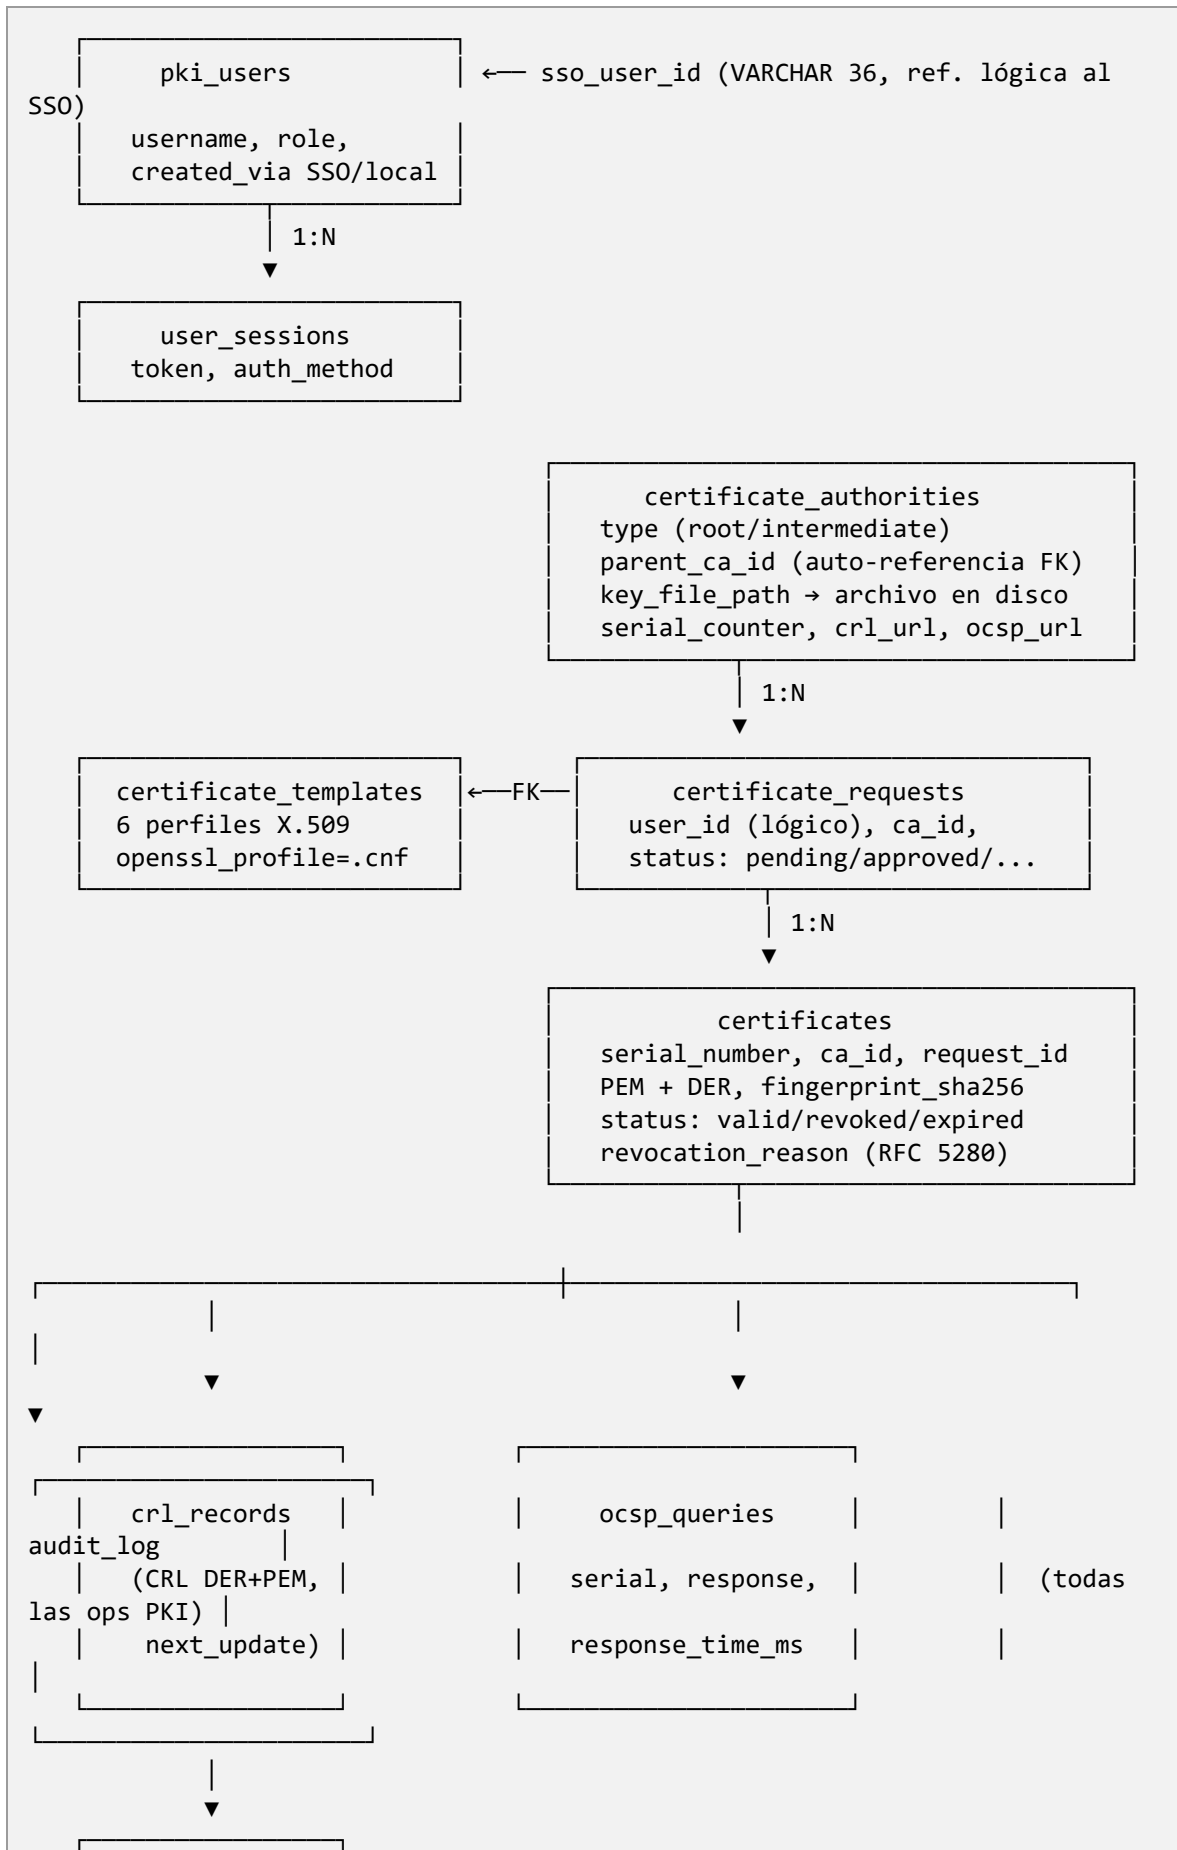 pki_users ←── sso_user_id (VARCHAR 36, ref. lógica al
SSO)
username, role,
created_via SSO/local
1:N
▼
user_sessions
token, auth_method
certificate_authorities
type (root/intermediate)
parent_ca_id (auto-referencia FK)
key_file_path → archivo en disco
serial_counter, crl_url, ocsp_url
1:N
▼
certificate_templates ←──FK── certificate_requests
6 perfiles X.509 user_id (lógico), ca_id,
openssl_profile=.cnf status: pending/approved/...
1:N
▼
certificates
serial_number, ca_id, request_id
PEM + DER, fingerprint_sha256
status: valid/revoked/expired
revocation_reason (RFC 5280)
▼ ▼
▼
crl_records ocsp_queries
audit_log
(CRL DER+PEM, serial, response, (todas
las ops PKI)
next_update) response_time_ms
▼